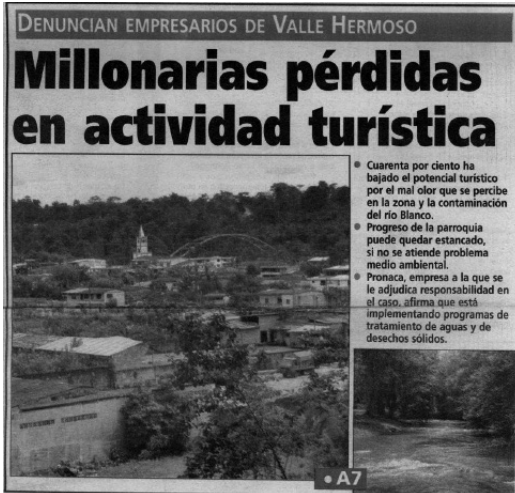 DENUNCIAN EMPRESARIOS DE VALLE HERMOSO
Millonarias pérdidas
en actividad turística
• Cuarenta por ciento ha
bajado el potencial turístico
por el mal olor que se percibe
en la zona y la contaminación
del río Blanco.
• Progreso de la parroquia
puede quedar estancado,
si no se atiende problema
medio ambiental.
• Pronaca, empresa a la que se
le adjudica responsabilidad en
el caso, afirma que está
implementando programas de
tratamiento de aguas y de
desechos sólidos.
• A7